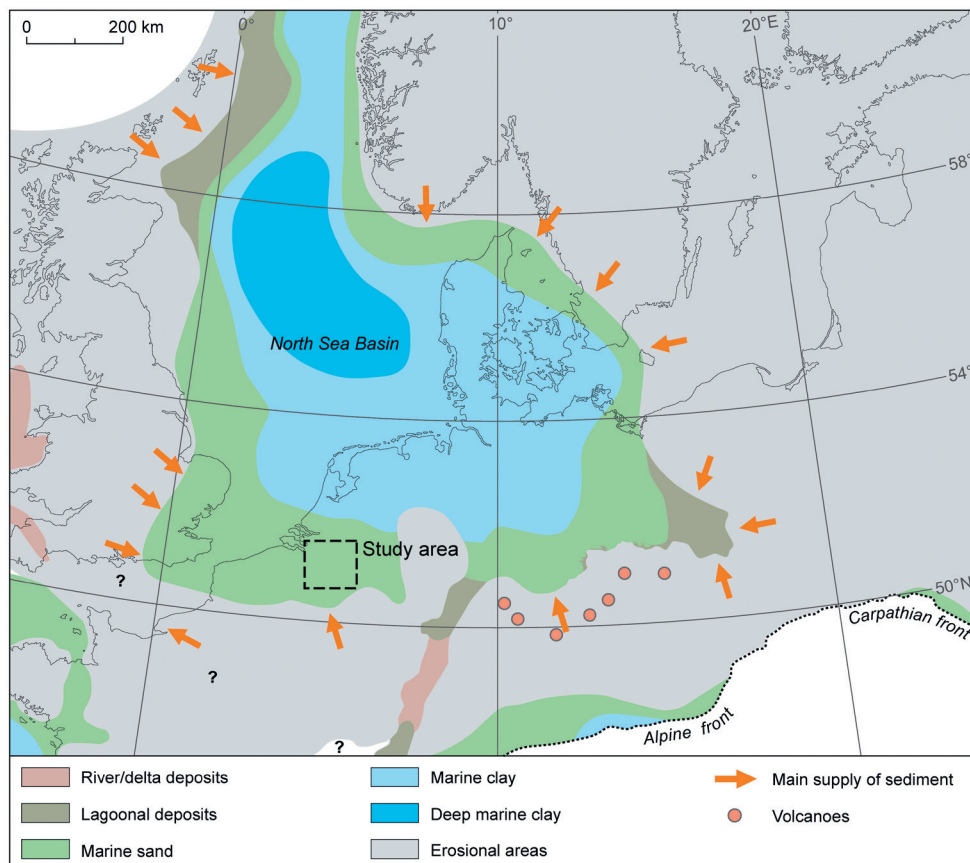 0 200 km
0°
10°
20°E
58°
54°
50°N
North Sea Basin
Study area
?
?
?
Carpathian front
Alpine front
River/delta deposits
Lagoonal deposits
Marine sand
Marine clay
Deep marine clay
Erosional areas
Main supply of sediment
Volcanoes